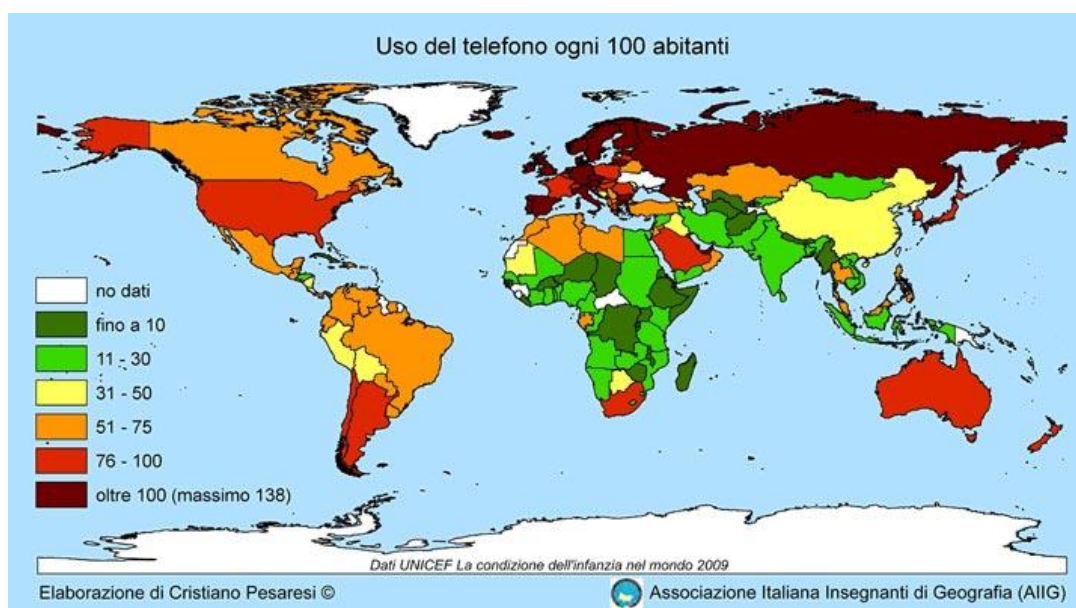 Uso del telefono ogni 100 abitanti
no dati
fino a 10
11 - 30
31 - 50
51 - 75
76 - 100
oltre 100 (massimo 138)
Dati UNICEF La condizione dell'infanzia nel mondo 2009
Elaborazione di Cristiano Pesaresi © Associazione Italiana Insegnanti di Geografia (AIIG)